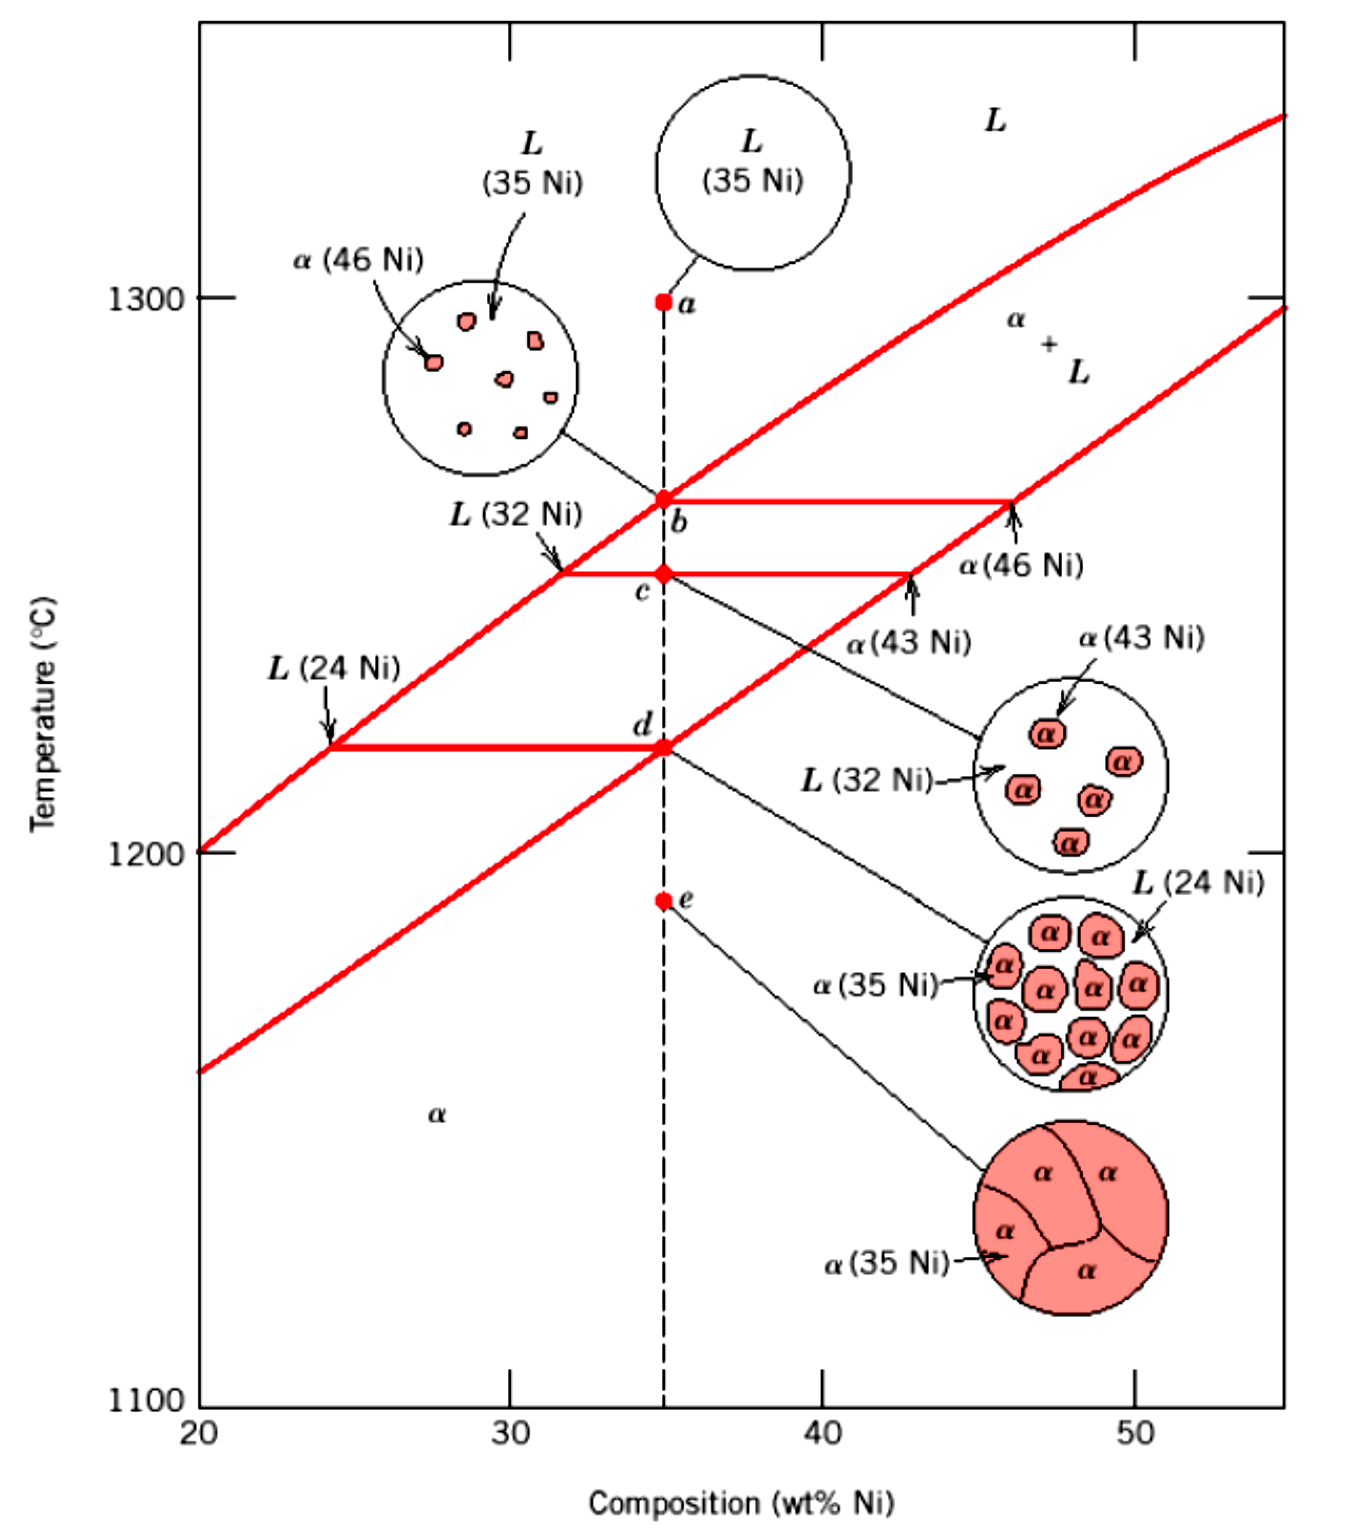 L
(35 Ni)
L
(35 Ni)
L
α (46 Ni)
1300
a
α
+
L
L (32 Ni)
b
α (46 Ni)
c
α (43 Ni)
α (43 Ni)
L (24 Ni)
d
α
α
L (32 Ni)
α
α
α
1200
L (24 Ni)
e
α
α
α
α (35 Ni)
α
α
α
α
α
α
α
α
α
α
α
α
α
α (35 Ni)
α
1100
20
30
40
50
Temperature (°C)
Composition (wt% Ni)